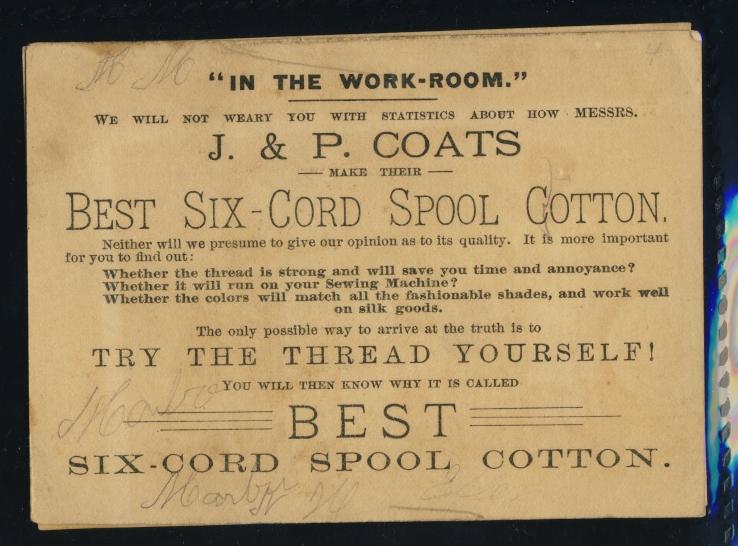 M M
4
"IN THE WORK-ROOM."
WE WILL NOT WEARY YOU WITH STATISTICS ABOUT HOW MESSRS.
J. & P. COATS
— MAKE THEIR —
BEST SIX-CORD SPOOL COTTON.
Neither will we presume to give our opinion as to its quality. It is more important
for you to find out:
Whether the thread is strong and will save you time and annoyance?
Whether it will run on your Sewing Machine?
Whether the colors will match all the fashionable shades, and work well
on silk goods.
The only possible way to arrive at the truth is to
TRY THE THREAD YOURSELF!
YOU WILL THEN KNOW WHY IT IS CALLED
BEST
SIX-CORD SPOOL COTTON.